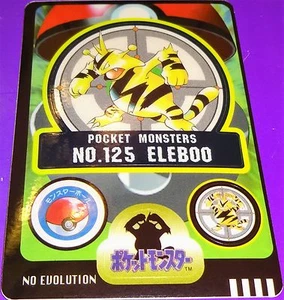 POCKET MONSTERS
NO.125 ELEBOO
モンスターボール
ポケットモンスター
TM
NO EVOLUTION